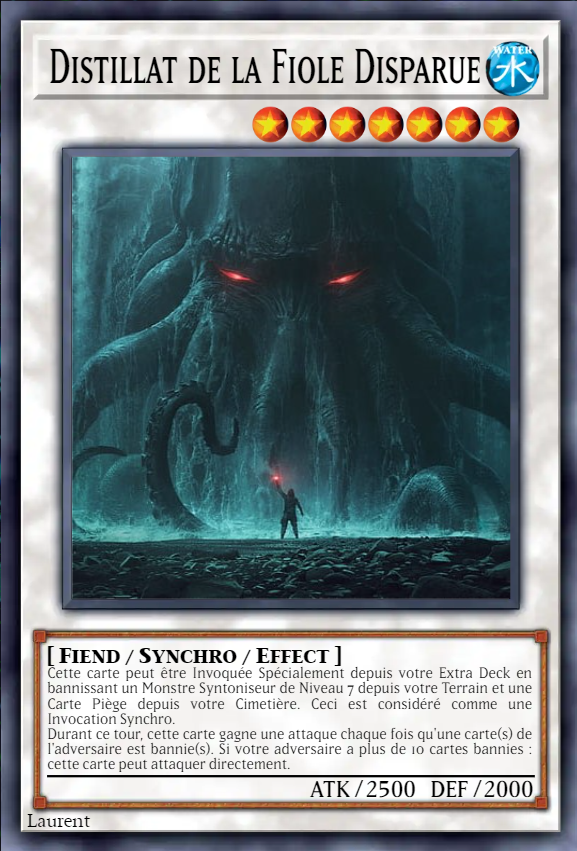 Distillat de la Fiole Disparue
WATER
水
[ Fiend / Synchro / Effect ]
Cette carte peut être Invoquée Spécialement depuis votre Extra Deck en
bannissant un Monstre Syntoniseur de Niveau 7 depuis votre Terrain et une
Carte Piège depuis votre Cimetière. Ceci est considéré comme une
Invocation Synchro.
Durant ce tour, cette carte gagne une attaque chaque fois qu'une carte(s) de
l'adversaire est bannie(s). Si votre adversaire a plus de 10 cartes bannies :
cette carte peut attaquer directement.
ATK / 2500 DEF / 2000
Laurent